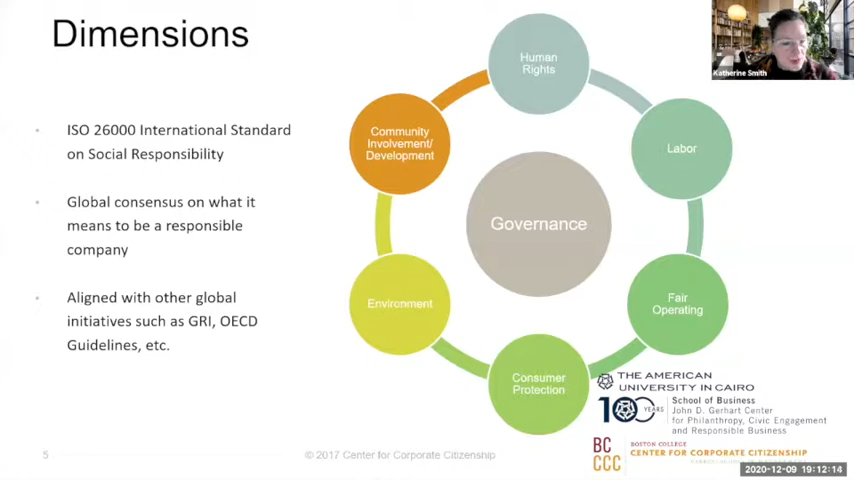 Dimensions
ISO 26000 International Standard
on Social Responsibility
Global consensus on what it
means to be a responsible
company
Aligned with other global
initiatives such as GRI, OECD
Guidelines, etc.
Human
Rights
Labor
Fair
Operating
Consumer
Protection
Environment
Community
Involvement/
Development
Governance
Katherine Smith
THE AMERICAN
UNIVERSITY IN CAIRO
100 YEARS
School of Business
John D. Gerhart Center
for Philanthropy, Civic Engagement
and Responsible Business
BC
CCC
BOSTON COLLEGE
CENTER FOR CORPORATE CITIZENSHIP
5
© 2017 Center for Corporate Citizenship
2020-12-09 19:12:14